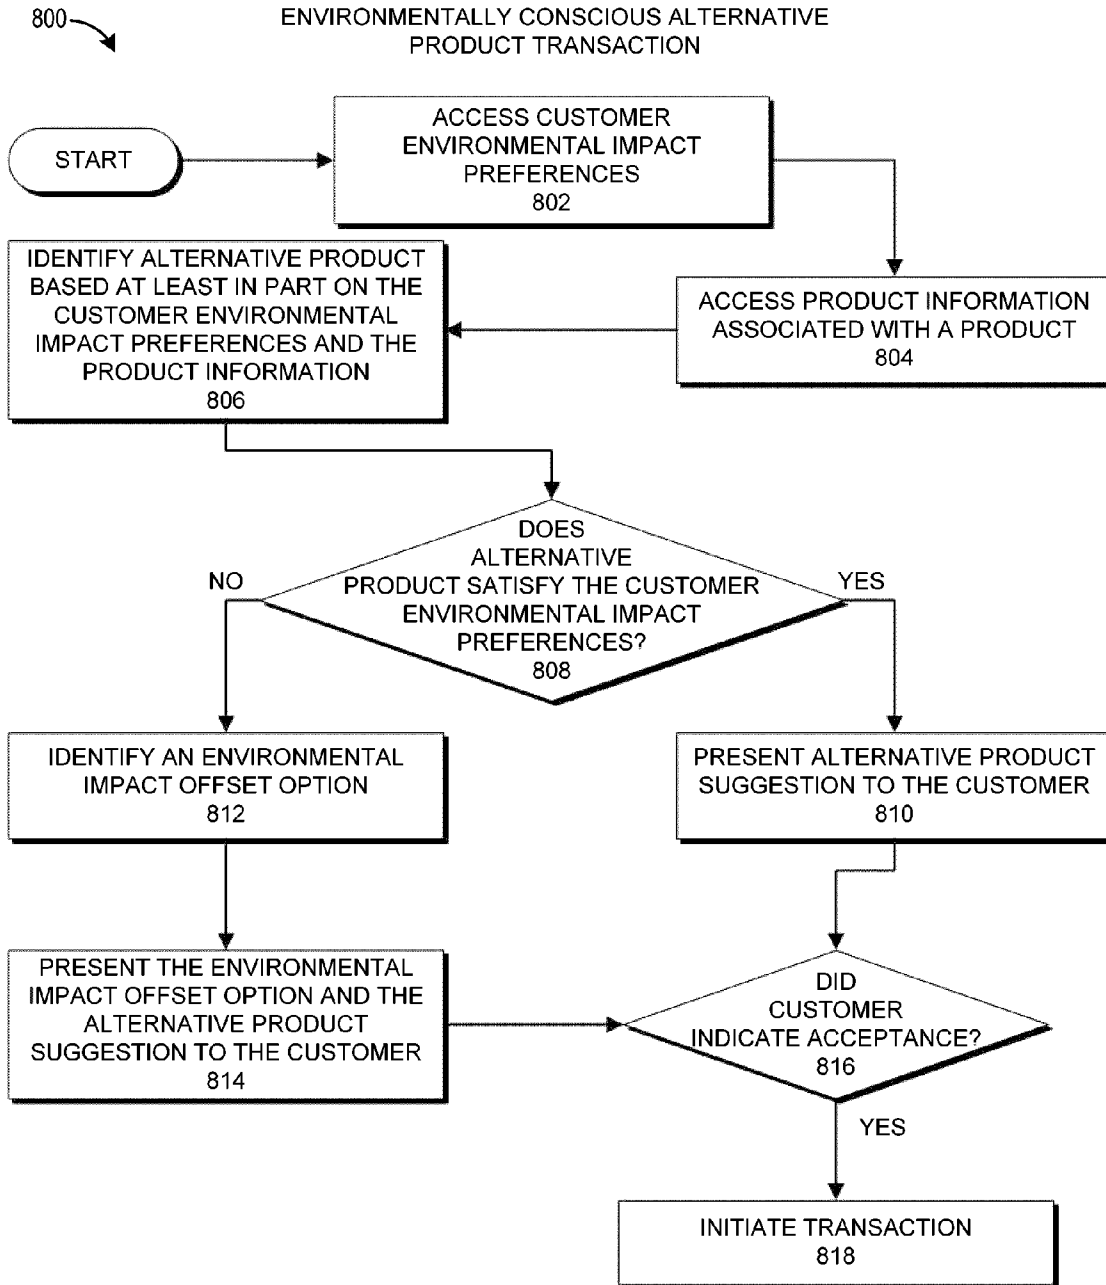 800
ENVIRONMENTALLY CONSCIOUS ALTERNATIVE
PRODUCT TRANSACTION
START
ACCESS CUSTOMER
ENVIRONMENTAL IMPACT
PREFERENCES
802
ACCESS PRODUCT INFORMATION
ASSOCIATED WITH A PRODUCT
804
IDENTIFY ALTERNATIVE PRODUCT
BASED AT LEAST IN PART ON THE
CUSTOMER ENVIRONMENTAL
IMPACT PREFERENCES AND THE
PRODUCT INFORMATION
806
DOES
ALTERNATIVE
PRODUCT SATISFY THE CUSTOMER
ENVIRONMENTAL IMPACT
PREFERENCES?
808
NO
YES
IDENTIFY AN ENVIRONMENTAL
IMPACT OFFSET OPTION
812
PRESENT ALTERNATIVE PRODUCT
SUGGESTION TO THE CUSTOMER
810
PRESENT THE ENVIRONMENTAL
IMPACT OFFSET OPTION AND THE
ALTERNATIVE PRODUCT
SUGGESTION TO THE CUSTOMER
814
DID
CUSTOMER
INDICATE ACCEPTANCE?
816
YES
INITIATE TRANSACTION
818